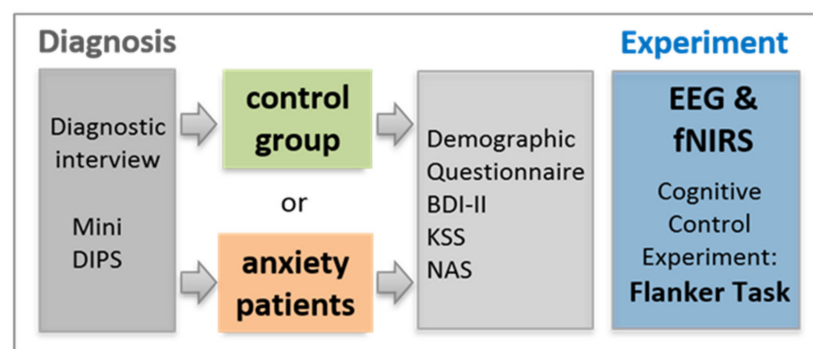 Diagnosis
Diagnostic
interview
Mini
DIPS
control
group
or
anxiety
patients
Demographic
Questionnaire
BDI-II
KSS
NAS
Experiment
EEG &
fNIRS
Cognitive
Control
Experiment:
Flanker Task